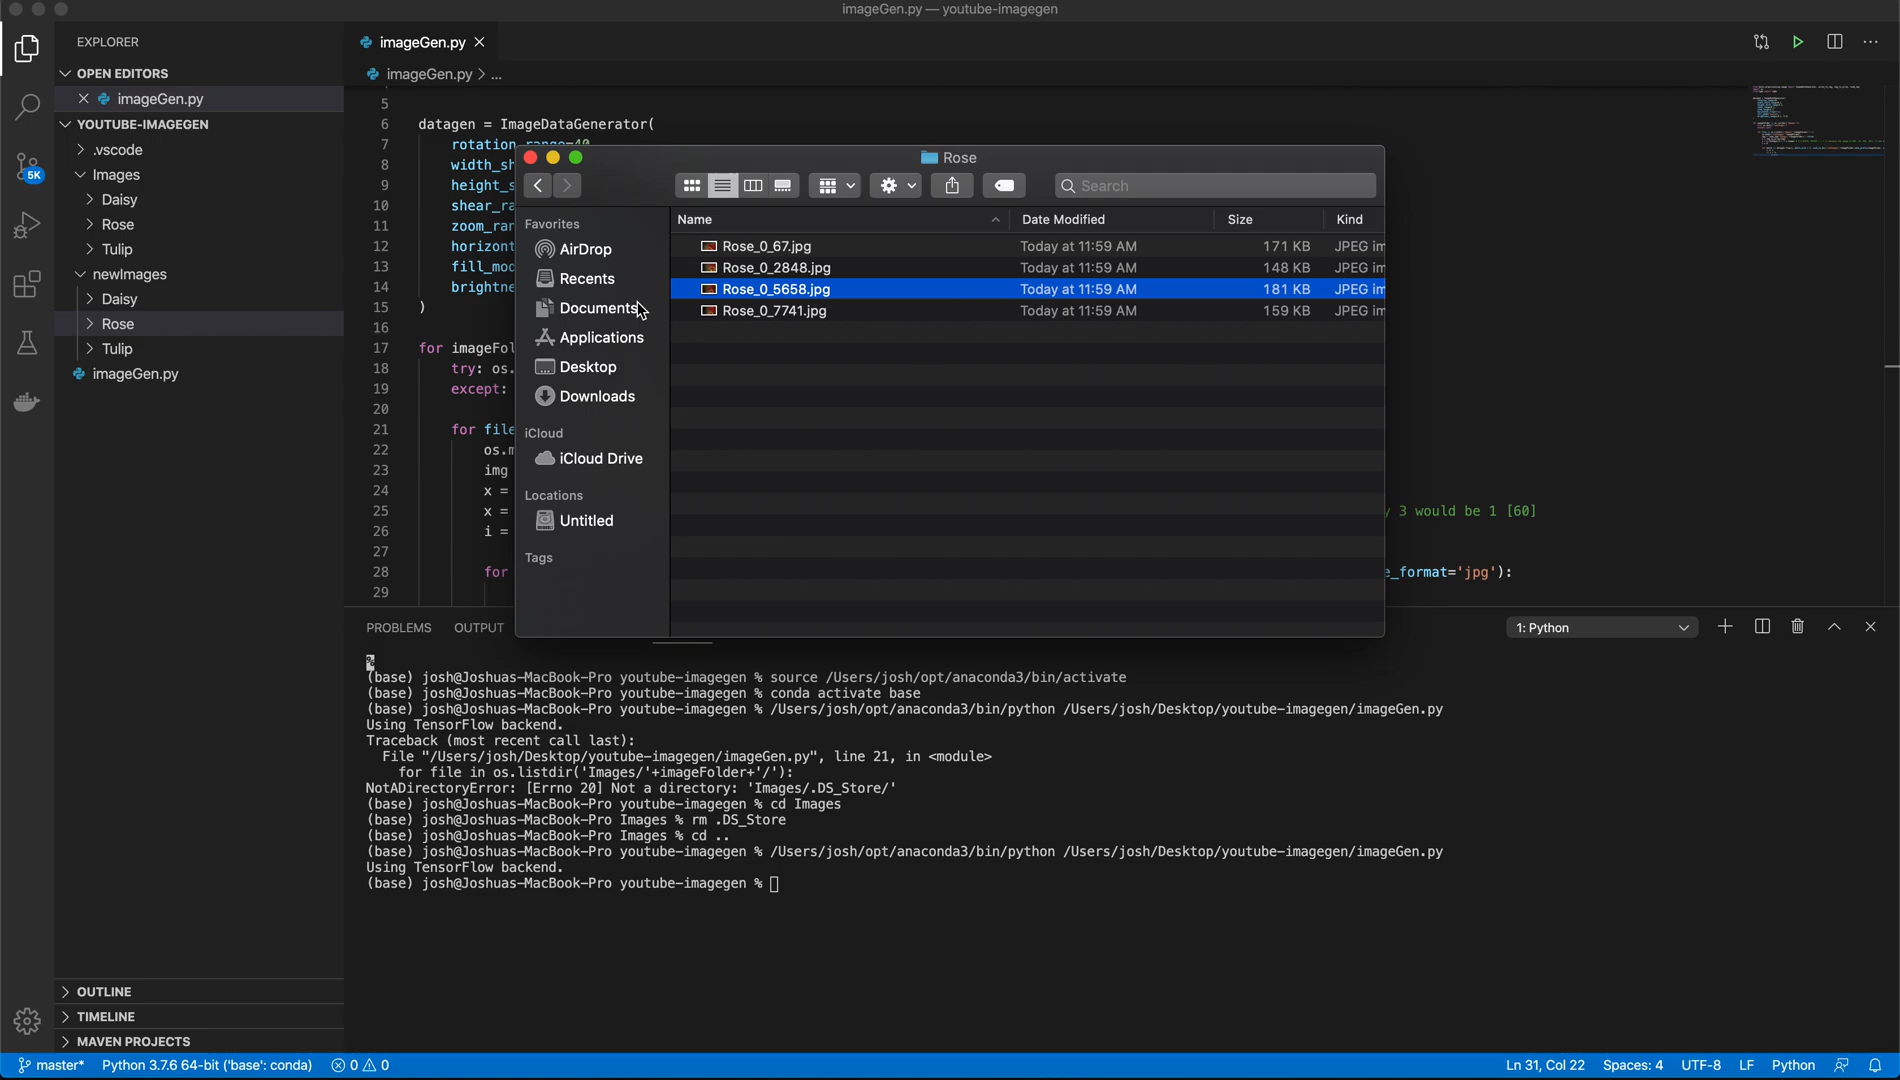 imageGen.py — youtube-imagegen
EXPLORER
OPEN EDITORS
imageGen.py
YOUTUBE-IMAGEGEN
.vscode
Images
Daisy
Rose
Tulip
newImages
Daisy
Rose
Tulip
imageGen.py
OUTLINE
TIMELINE
MAVEN PROJECTS
5K
imageGen.py
imageGen.py > ...
5
6 datagen = ImageDataGenerator(
7 rotation_range=40
8 width_sh
9 height_s
10 shear_ra
11 zoom_ran
12 horizont
13 fill_mod
14 brightne
15 )
16
17 for imageFol
18 try: os.
19 except:
20
21 for file
22 os.m
23 img
24 x =
25 x = y 3 would be 1 [60]
26 i =
27
28 for e_format='jpg'):
29
Rose
Search
Favorites
AirDrop
Recents
Documents
Applications
Desktop
Downloads
iCloud
iCloud Drive
Locations
Untitled
Tags
Name Date Modified Size Kind
Rose_0_67.jpg Today at 11:59 AM 171 KB JPEG im
Rose_0_2848.jpg Today at 11:59 AM 148 KB JPEG im
Rose_0_5658.jpg Today at 11:59 AM 181 KB JPEG im
Rose_0_7741.jpg Today at 11:59 AM 159 KB JPEG im
PROBLEMS OUTPUT 1: Python
%
(base) josh@Joshuas-MacBook-Pro youtube-imagegen % source /Users/josh/opt/anaconda3/bin/activate
(base) josh@Joshuas-MacBook-Pro youtube-imagegen % conda activate base
(base) josh@Joshuas-MacBook-Pro youtube-imagegen % /Users/josh/opt/anaconda3/bin/python /Users/josh/Desktop/youtube-imagegen/imageGen.py
Using TensorFlow backend.
Traceback (most recent call last):
File "/Users/josh/Desktop/youtube-imagegen/imageGen.py", line 21, in <module>
for file in os.listdir('Images/'+imageFolder+'/'):
NotADirectoryError: [Errno 20] Not a directory: 'Images/.DS_Store/'
(base) josh@Joshuas-MacBook-Pro youtube-imagegen % cd Images
(base) josh@Joshuas-MacBook-Pro Images % rm .DS_Store
(base) josh@Joshuas-MacBook-Pro Images % cd ..
(base) josh@Joshuas-MacBook-Pro youtube-imagegen % /Users/josh/opt/anaconda3/bin/python /Users/josh/Desktop/youtube-imagegen/imageGen.py
Using TensorFlow backend.
(base) josh@Joshuas-MacBook-Pro youtube-imagegen %
master* Python 3.7.6 64-bit ('base': conda) 0 0 Ln 31, Col 22 Spaces: 4 UTF-8 LF Python